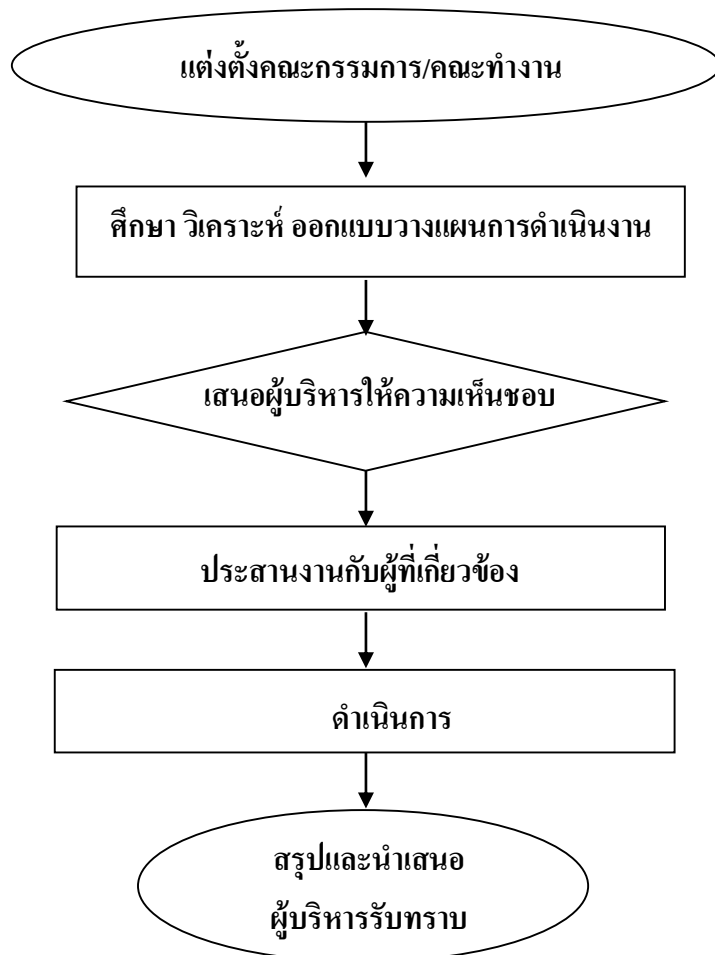 แต่งตั้งคณะกรรมการ/คณะทำงาน
ศึกษา วิเคราะห์ ออกแบบวางแผนการดำเนินงาน
เสนอผู้บริหารให้ความเห็นชอบ
ประสานงานกับผู้ที่เกี่ยวข้อง
ดำเนินการ
สรุปและนำเสนอ
ผู้บริหารรับทราบ